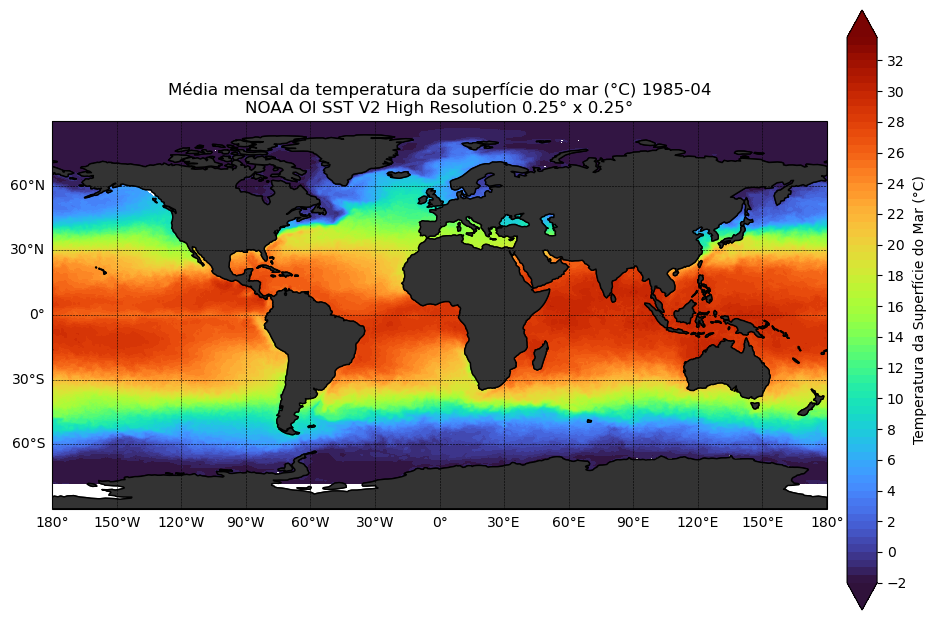 Média mensal da temperatura da superfície do mar (°C) 1985-04
NOAA OI SST V2 High Resolution 0.25° x 0.25°
60°N
30°N
0°
30°S
60°S
180° 150°W 120°W 90°W 60°W 30°W 0° 30°E 60°E 90°E 120°E 150°E 180°
32
30
28
26
24
22
20
18
16
14
12
10
8
6
4
2
0
−2
Temperatura da Superfície do Mar (°C)